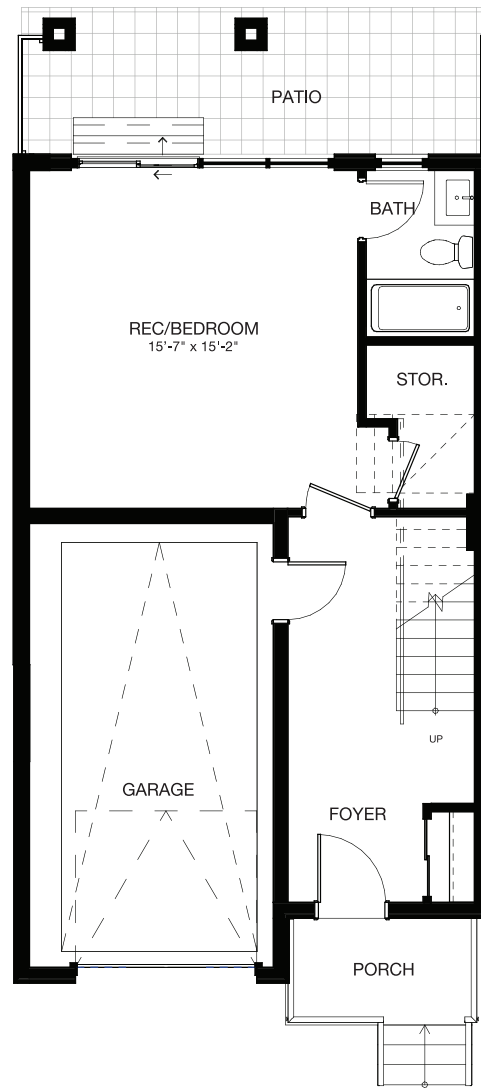 PATIO
BATH
REC/BEDROOM
15'-7" x 15'-2"
STOR.
UP
GARAGE
FOYER
PORCH